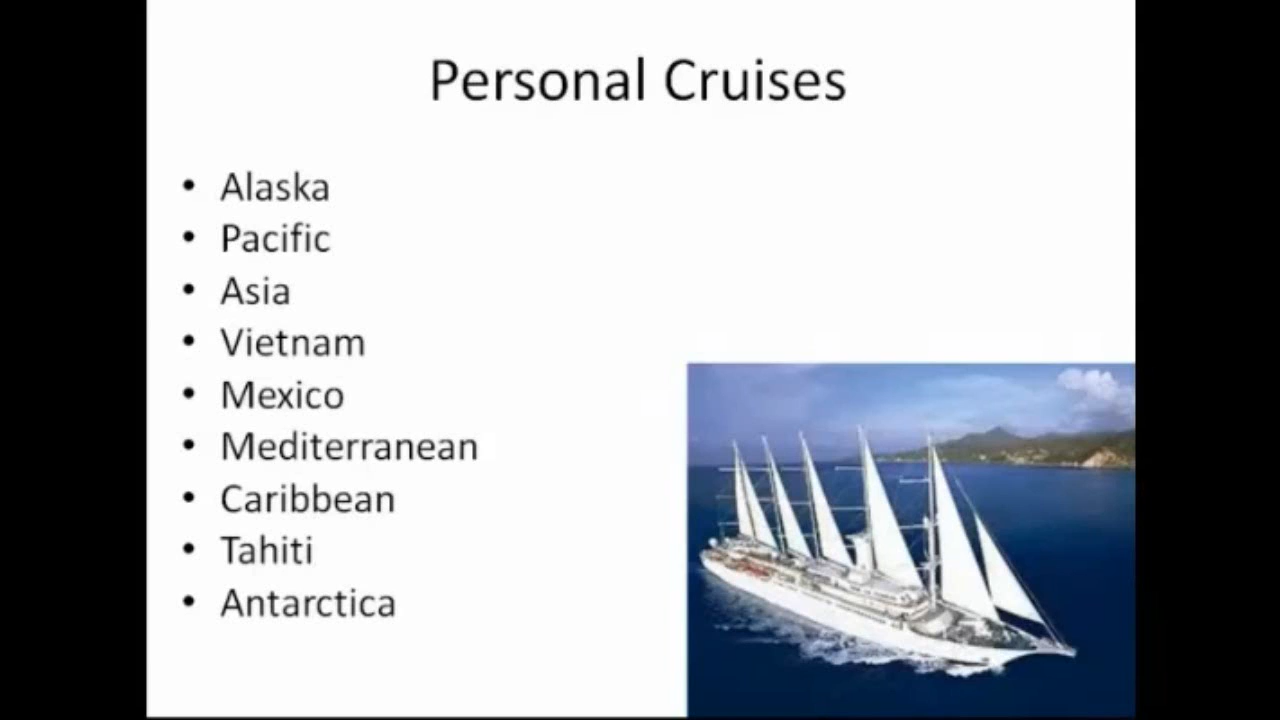 Personal Cruises
• Alaska
• Pacific
• Asia
• Vietnam
• Mexico
• Mediterranean
• Caribbean
• Tahiti
• Antarctica